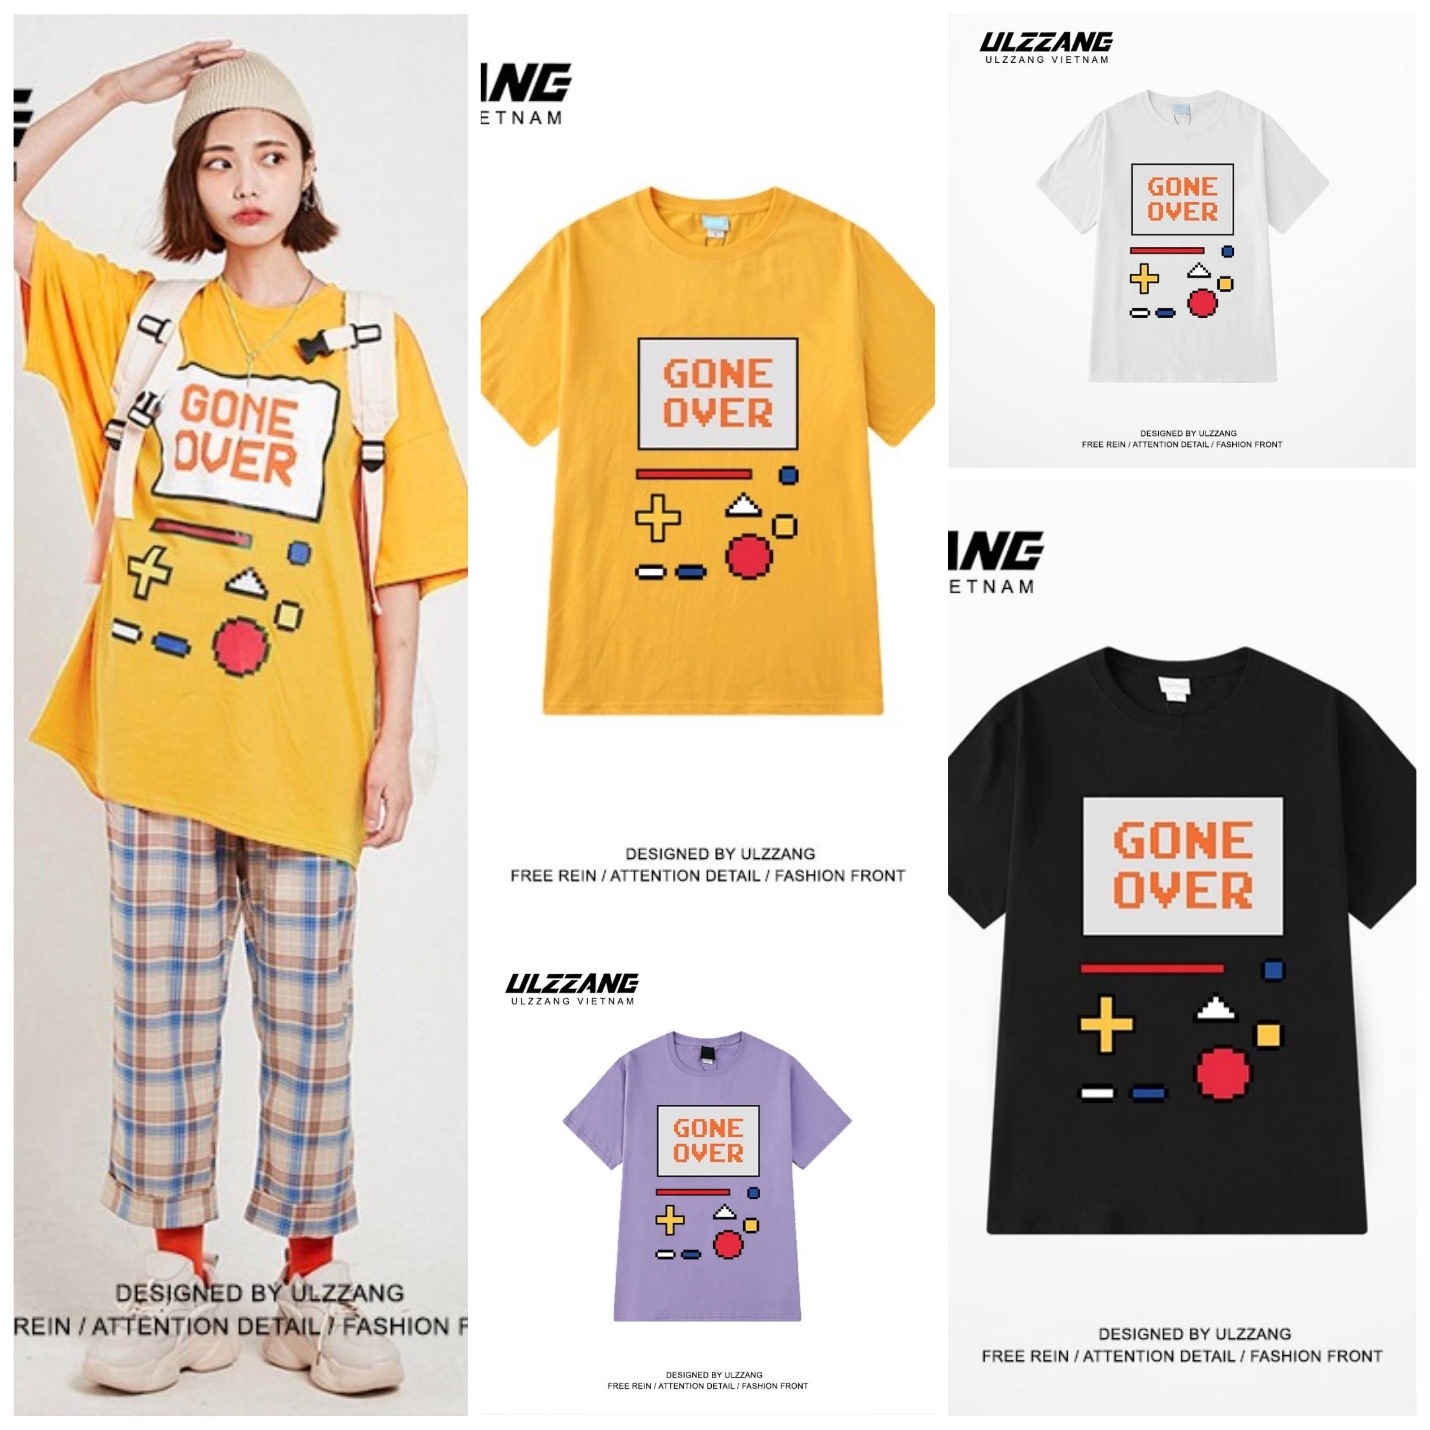 GONE
OVER
DESIGNED BY ULZZANG
REIN / ATTENTION DETAIL / FASHION F
NG
ETNAM
GONE
OVER
DESIGNED BY ULZZANG
FREE REIN / ATTENTION DETAIL / FASHION FRONT
ULZZANG
ULZZANG VIETNAM
GONE
OVER
DESIGNED BY ULZZANG
FREE REIN / ATTENTION DETAIL / FASHION FRONT
ULZZANG
ULZZANG VIETNAM
GONE
OVER
DESIGNED BY ULZZANG
FREE REIN / ATTENTION DETAIL / FASHION FRONT
ANG
IETNAM
GONE
OVER
DESIGNED BY ULZZANG
FREE REIN / ATTENTION DETAIL / FASHION FRONT